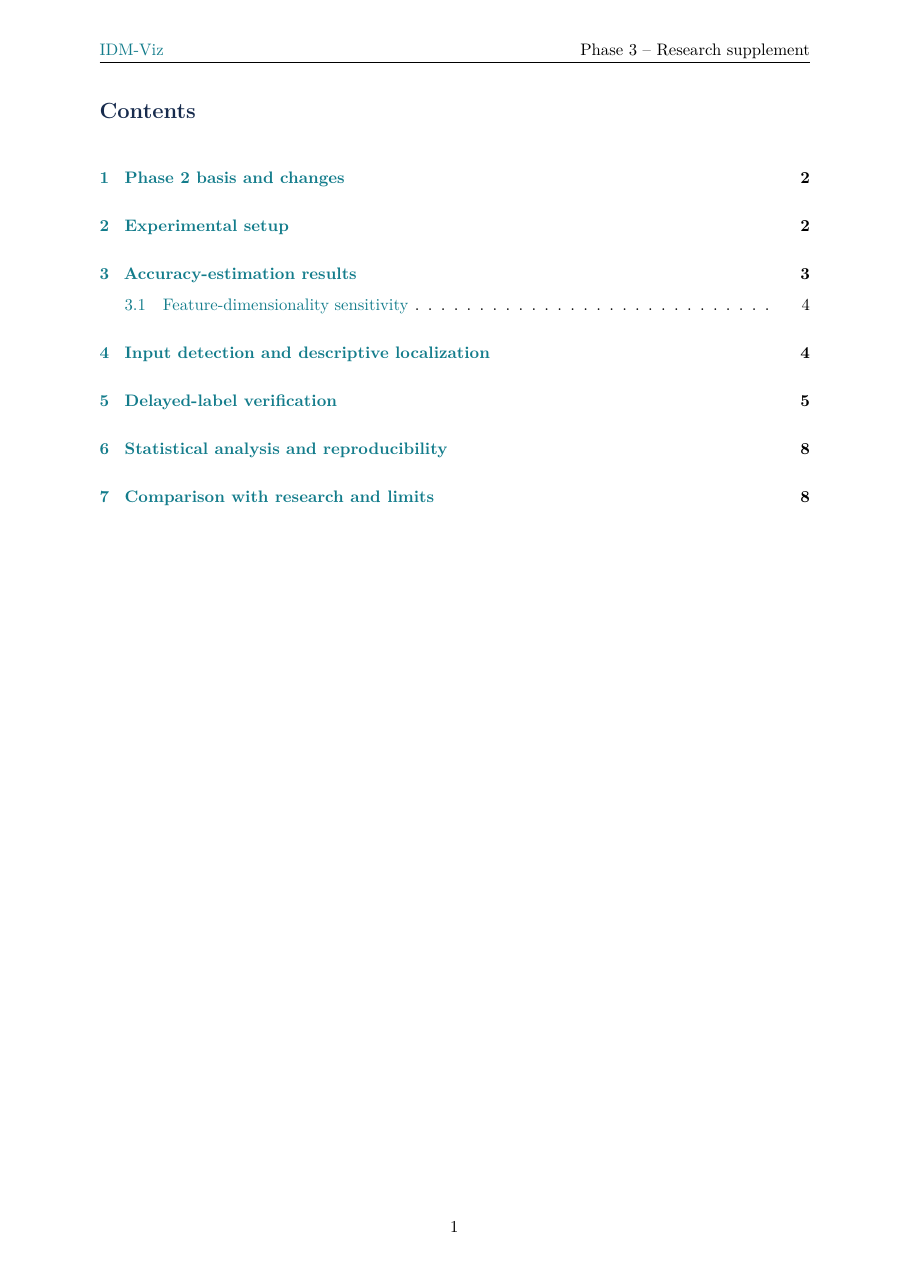 IDM-Viz Phase 3 – Research supplement
Contents
1 Phase 2 basis and changes 2
2 Experimental setup 2
3 Accuracy-estimation results 3
3.1 Feature-dimensionality sensitivity . . . . . . . . . . . . . . . . . . . . . . . . . . . . 4
4 Input detection and descriptive localization 4
5 Delayed-label verification 5
6 Statistical analysis and reproducibility 8
7 Comparison with research and limits 8
1